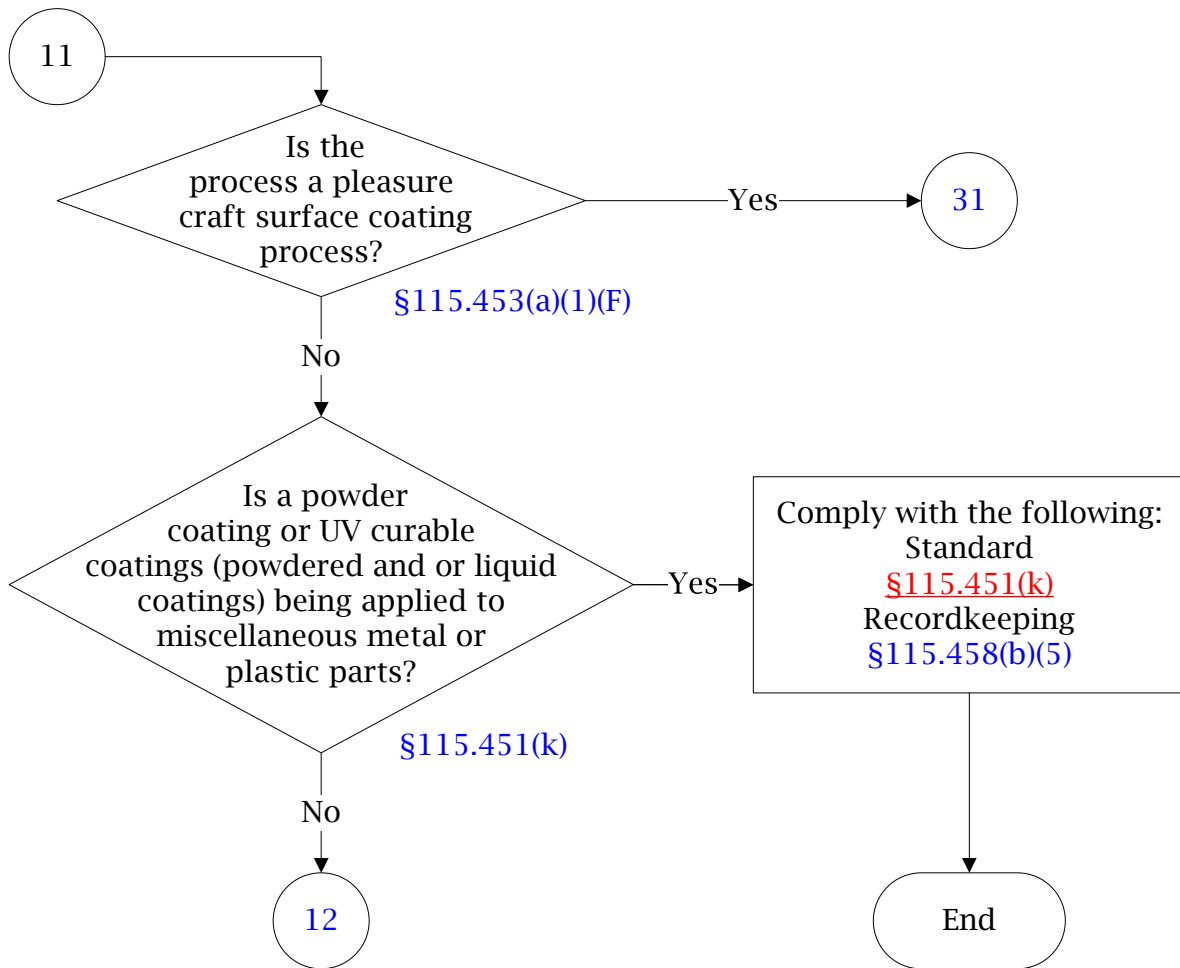 11
Is the
process a pleasure
craft surface coating
process?
Yes
31
§115.453(a)(1)(F)
No
Is a powder
coating or UV curable
coatings (powdered and or liquid
coatings) being applied to
miscellaneous metal or
plastic parts?
Yes
Comply with the following:
Standard
§115.451(k)
Recordkeeping
§115.458(b)(5)
§115.451(k)
No
12
End